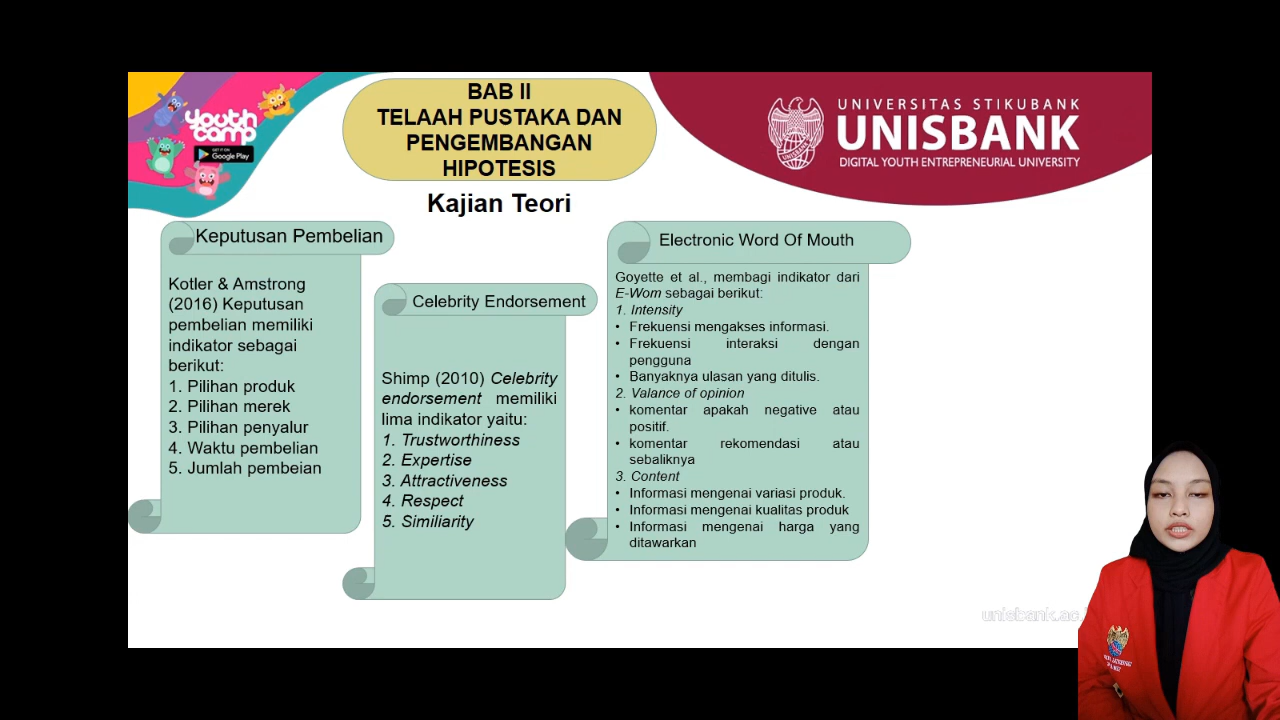 youth
camp
GET IT ON
Google Play
BAB II
TELAAH PUSTAKA DAN
PENGEMBANGAN
HIPOTESIS
Kajian Teori
UNIVERSITAS STIKUBANK
UNISBANK
DIGITAL YOUTH ENTREPRENEURIAL UNIVERSITY
UNISBANK
Keputusan Pembelian
Kotler & Amstrong
(2016) Keputusan
pembelian memiliki
indikator sebagai
berikut:
1. Pilihan produk
2. Pilihan merek
3. Pilihan penyalur
4. Waktu pembelian
5. Jumlah pembeian
Celebrity Endorsement
Shimp (2010) Celebrity
endorsement memiliki
lima indikator yaitu:
1. Trustworthiness
2. Expertise
3. Attractiveness
4. Respect
5. Similiarity
Electronic Word Of Mouth
Goyette et al., membagi indikator dari
E-Wom sebagai berikut:
1. Intensity
• Frekuensi mengakses informasi.
• Frekuensi interaksi dengan
pengguna
• Banyaknya ulasan yang ditulis.
2. Valance of opinion
• komentar apakah negative atau
positif.
• komentar rekomendasi atau
sebaliknya
3. Content
• Informasi mengenai variasi produk.
• Informasi mengenai kualitas produk
• Informasi mengenai harga yang
ditawarkan
unisbank.ac.